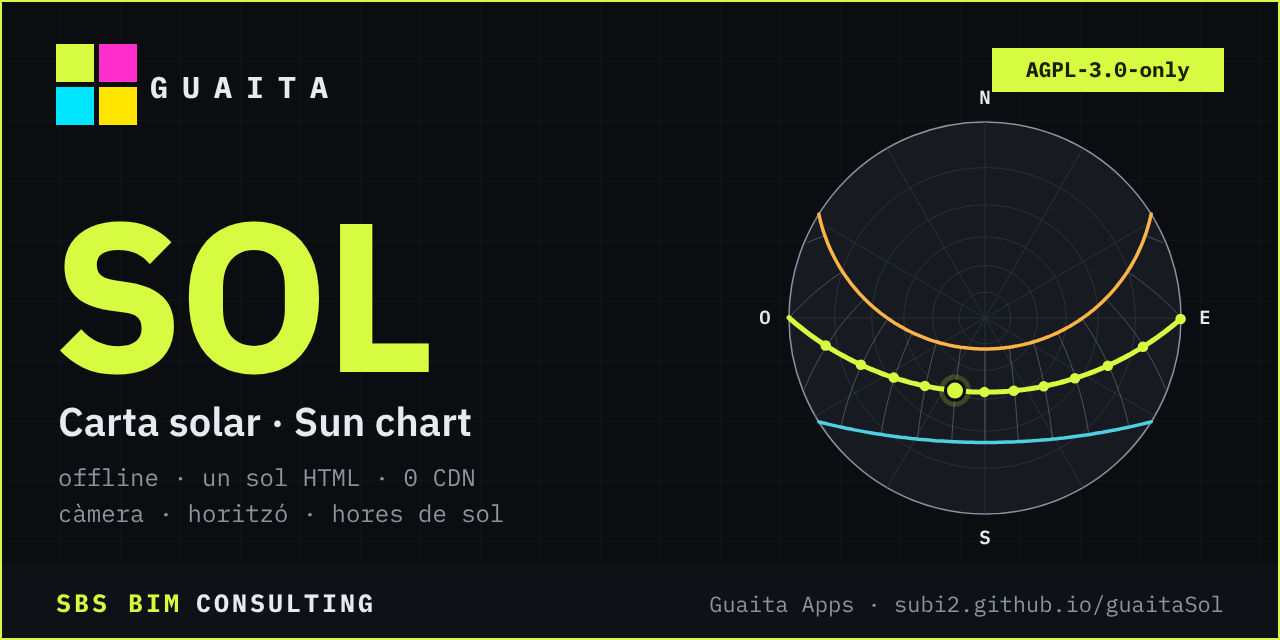 GUAITA
AGPL-3.0-only
N
SOL
O
E
Carta solar · Sun chart
offline · un sol HTML · 0 CDN
càmera · horitzó · hores de sol
S
SBS BIM CONSULTING
Guaita Apps · subi2.github.io/guaitaSol